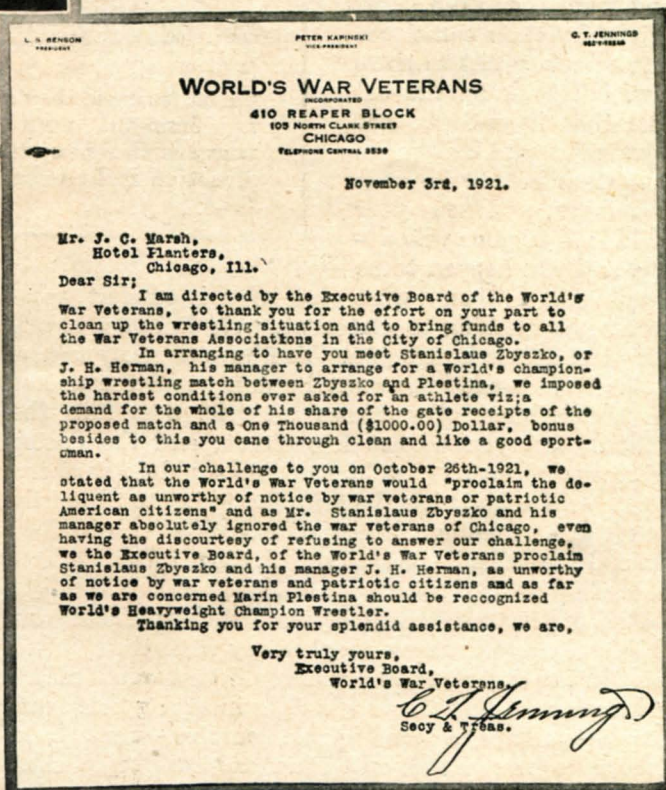 L. S. BENSON
PRESIDENT
PETER KAPINSKI
VICE-PRESIDENT
C. T. JENNINGS
SEC'Y-TREAS
WORLD'S WAR VETERANS
INCORPORATED
410 REAPER BLOCK
105 NORTH CLARK STREET
CHICAGO
TELEPHONE CENTRAL
November 3rd, 1921.
Mr. J. C. Marsh,
Hotel Planters,
Chicago, Ill.
Dear Sir;
I am directed by the Executive Board of the World's
War Veterans, to thank you for the effort on your part to
clean up the wrestling situation and to bring funds to all
the War Veterans Associations in the City of Chicago.
In arranging to have you meet Stanislaus Zbyszko, or
J. H. Herman, his manager to arrange for a World's champion-
ship wrestling match between Zbyszko and Plestina, we imposed
the hardest conditions ever asked for an athlete viz;a
demand for the whole of his share of the gate receipts of the
proposed match and a One Thousand ($1000.00) Dollar, bonus
besides to this you cane through clean and like a good sport-
sman.
In our challenge to you on October 26th-1921, we
stated that the World's War Veterans would "proclaim the de-
liquent as unworthy of notice by war veterans or patriotic
American citizens" and as Mr. Stanislaus Zbyszko and his
manager absolutely ignored the war veterans of Chicago, even
having the discourtesy of refusing to answer our challenge,
we the Executive Board, of the World's War Veterans proclaim
Stanislaus Zbyszko and his manager J. H. Herman, as unworthy
of notice by war veterans and patriotic citizens and as far
as we are concerned Marin Plestina should be reccognized
World's Heavyweight Champion Wrestler.
Thanking you for your splendid assistance, we are,
Very truly yours,
Executive Board,
World's War Veterans.
C T Jennings
Secy & Treas.